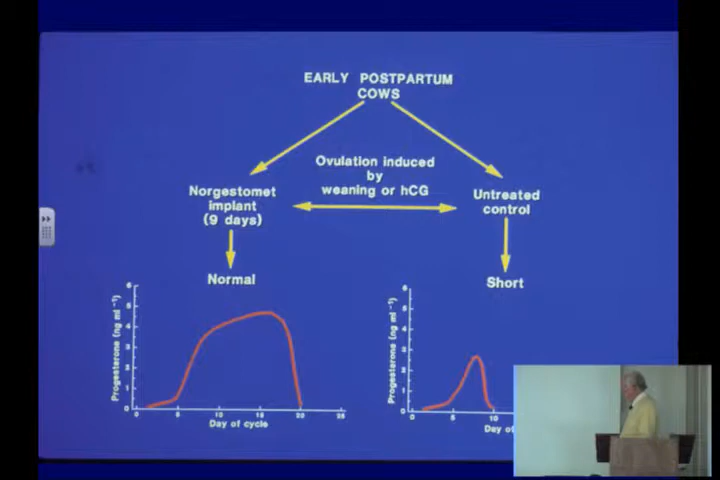 EARLY POSTPARTUM
COWS
Ovulation induced
by
weaning or hCG
Norgestomet
implant
(9 days)
Untreated
control
Normal
Short
Progesterone (ng ml⁻¹)
6
5
4
3
2
1
0
0 5 10 15 20 25
Day of cycle
Progesterone (ng ml⁻¹)
6
5
4
3
2
1
0
0 5 10
Day of